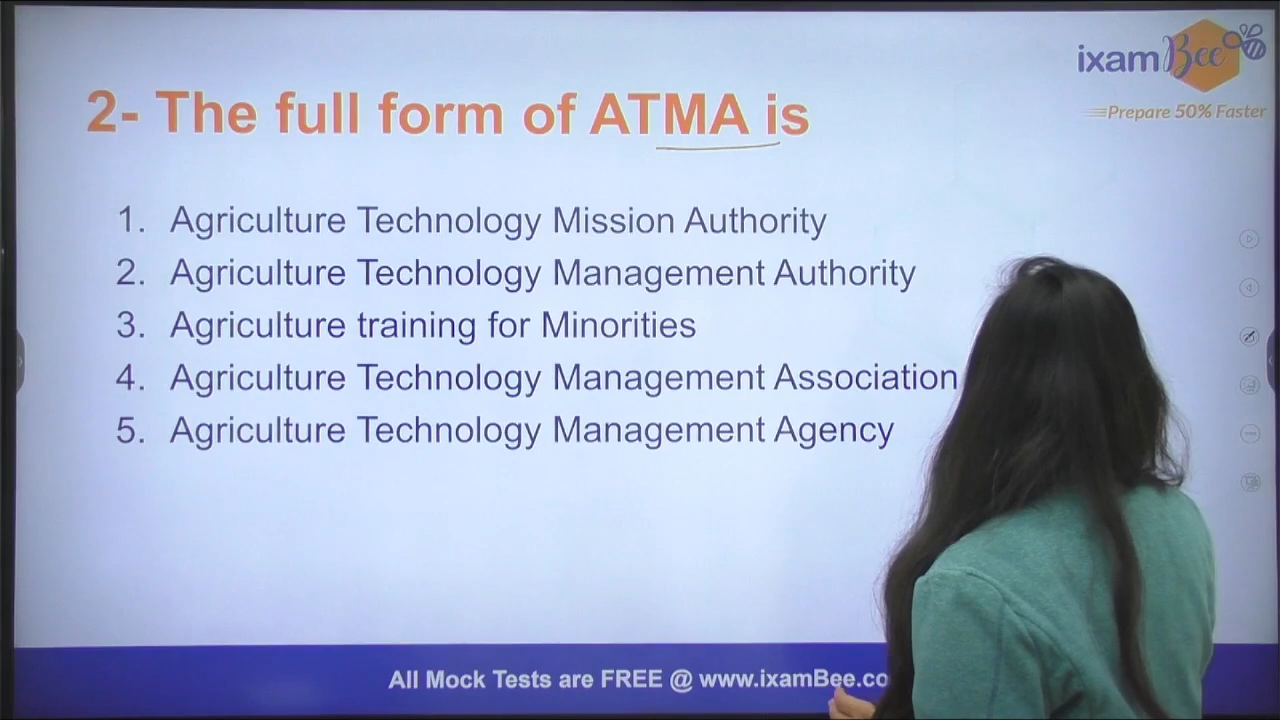 ixamBee
Prepare 50% Faster
2- The full form of ATMA is
1. Agriculture Technology Mission Authority
2. Agriculture Technology Management Authority
3. Agriculture training for Minorities
4. Agriculture Technology Management Association
5. Agriculture Technology Management Agency
All Mock Tests are FREE @ www.ixamBee.co